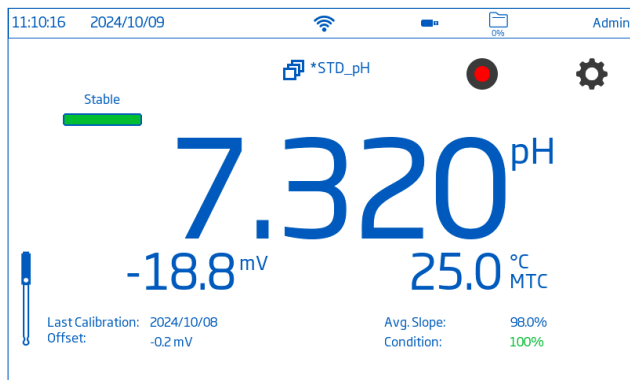 11:10:16 2024/10/09 0% Admin
*STD_pH
Stable
7.320 pH
-18.8 mV 25.0 °C MTC
Last Calibration: 2024/10/08 Avg. Slope: 98.0%
Offset: -0.2 mV Condition: 100%